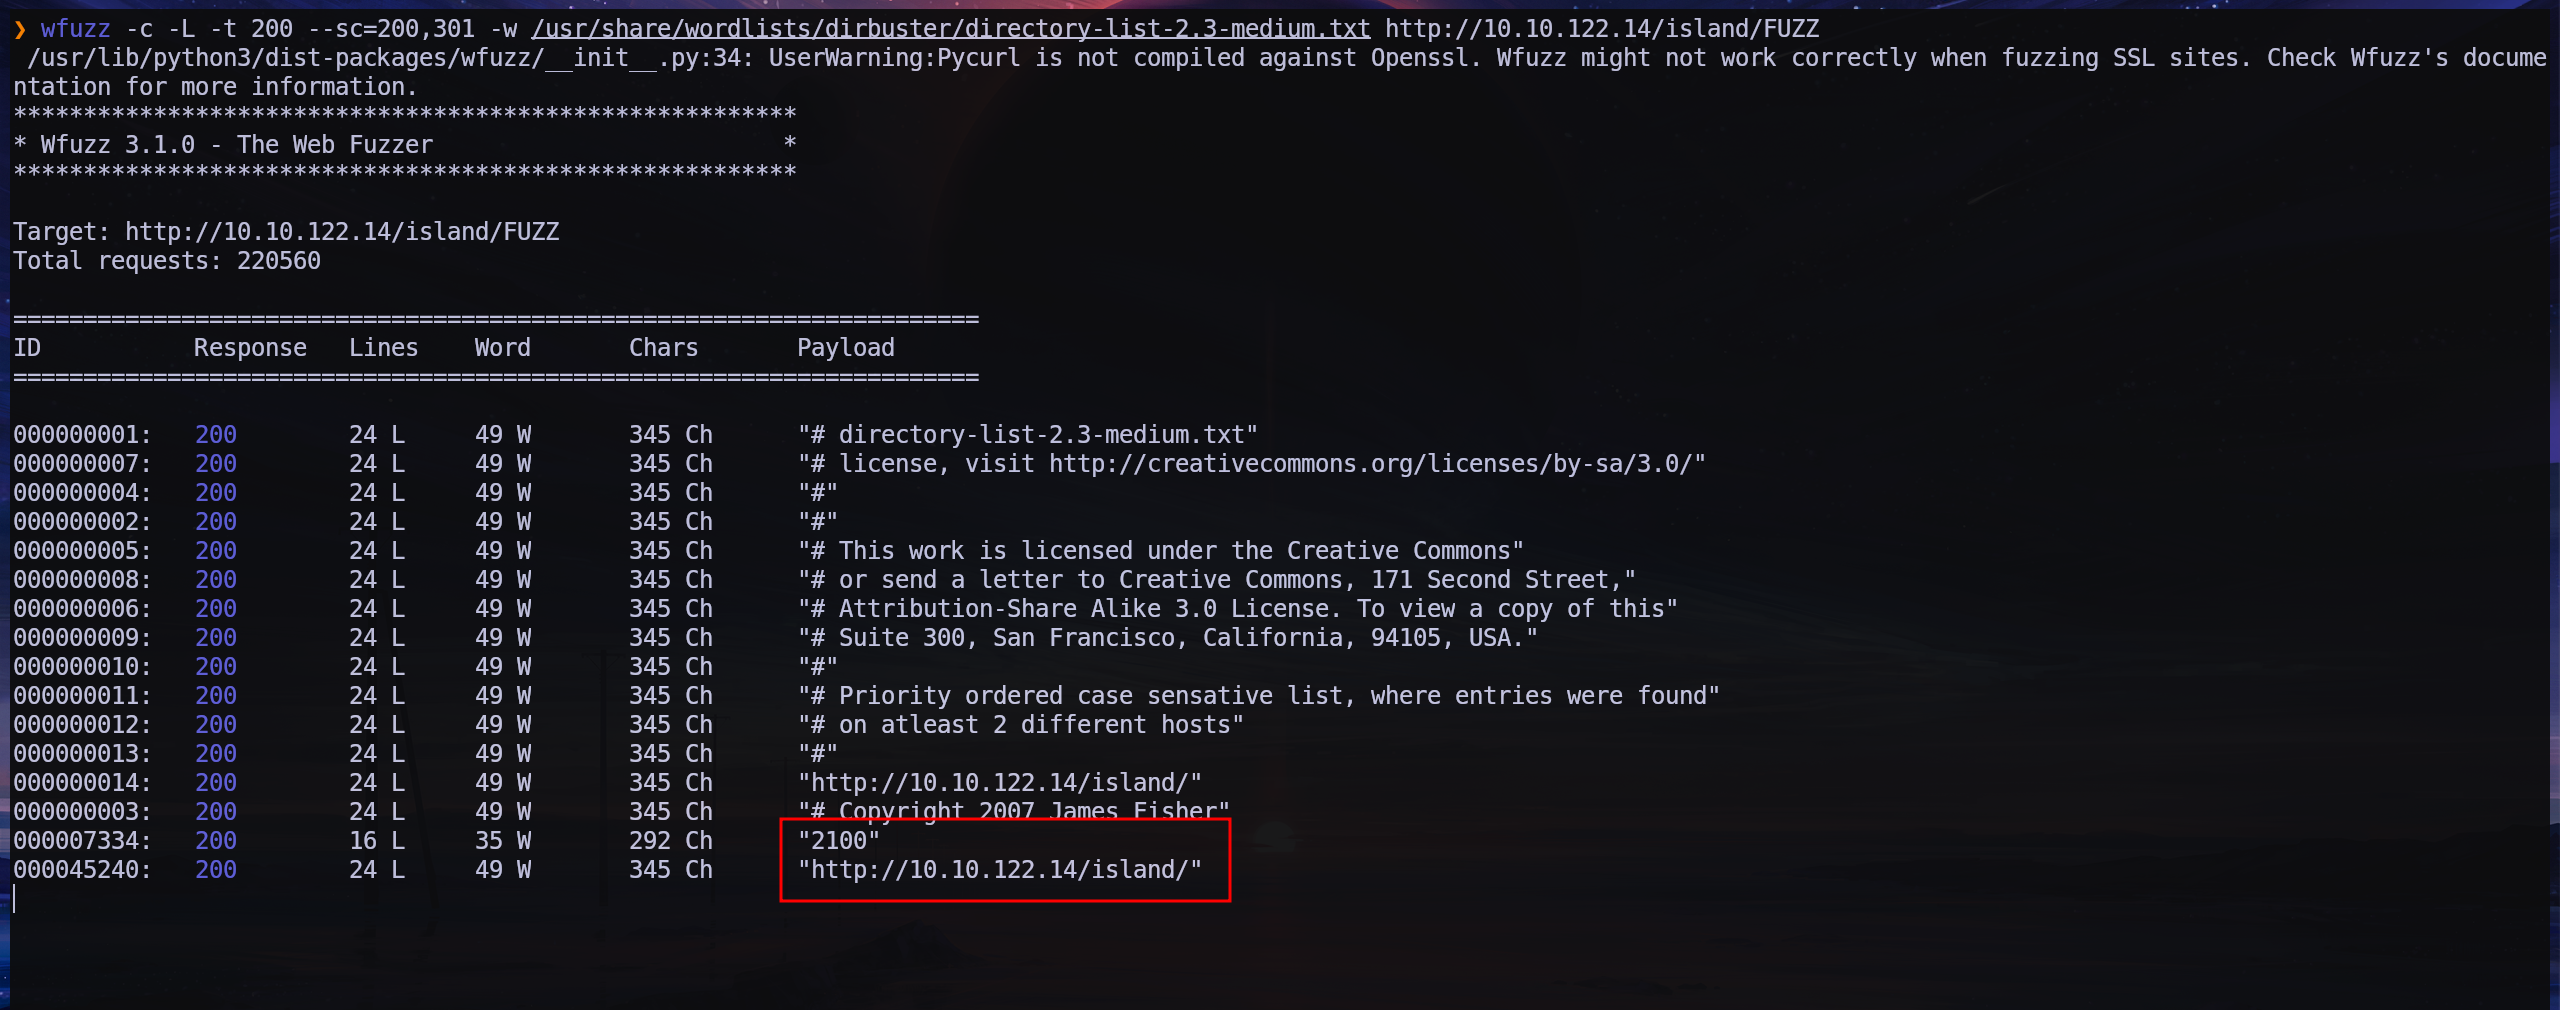 ❯ wfuzz -c -L -t 200 --sc=200,301 -w /usr/share/wordlists/dirbuster/directory-list-2.3-medium.txt http://10.10.122.14/island/FUZZ
 /usr/lib/python3/dist-packages/wfuzz/__init__.py:34: UserWarning:Pycurl is not compiled against Openssl. Wfuzz might not work correctly when fuzzing SSL sites. Check Wfuzz's docume
ntation for more information.
********************************************************
* Wfuzz 3.1.0 - The Web Fuzzer                         *
********************************************************
Target: http://10.10.122.14/island/FUZZ
Total requests: 220560
=====================================================================
ID           Response   Lines    Word       Chars       Payload
=====================================================================
000000001:   200        24 L     49 W       345 Ch      "# directory-list-2.3-medium.txt"
000000007:   200        24 L     49 W       345 Ch      "# license, visit http://creativecommons.org/licenses/by-sa/3.0/"
000000004:   200        24 L     49 W       345 Ch      "#"
000000002:   200        24 L     49 W       345 Ch      "#"
000000005:   200        24 L     49 W       345 Ch      "# This work is licensed under the Creative Commons"
000000008:   200        24 L     49 W       345 Ch      "# or send a letter to Creative Commons, 171 Second Street,"
000000006:   200        24 L     49 W       345 Ch      "# Attribution-Share Alike 3.0 License. To view a copy of this"
000000009:   200        24 L     49 W       345 Ch      "# Suite 300, San Francisco, California, 94105, USA."
000000010:   200        24 L     49 W       345 Ch      "#"
000000011:   200        24 L     49 W       345 Ch      "# Priority ordered case sensative list, where entries were found"
000000012:   200        24 L     49 W       345 Ch      "# on atleast 2 different hosts"
000000013:   200        24 L     49 W       345 Ch      "#"
000000014:   200        24 L     49 W       345 Ch      "http://10.10.122.14/island/"
000000003:   200        24 L     49 W       345 Ch      "# Copyright 2007 James Fisher"
000007334:   200        16 L     35 W       292 Ch      "2100"
000045240:   200        24 L     49 W       345 Ch      "http://10.10.122.14/island/"